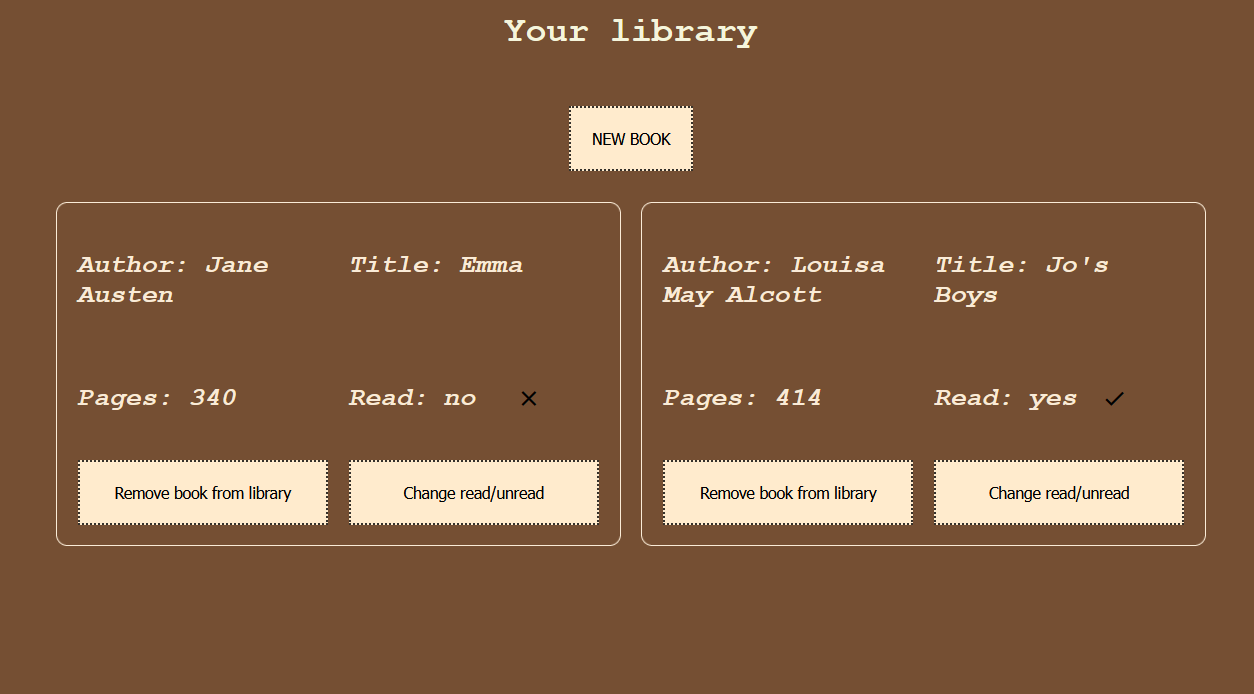 Your library
NEW BOOK
Author: Jane
Austen
Title: Emma
Pages: 340
Read: no
Remove book from library
Change read/unread
Author: Louisa
May Alcott
Title: Jo's
Boys
Pages: 414
Read: yes
Remove book from library
Change read/unread